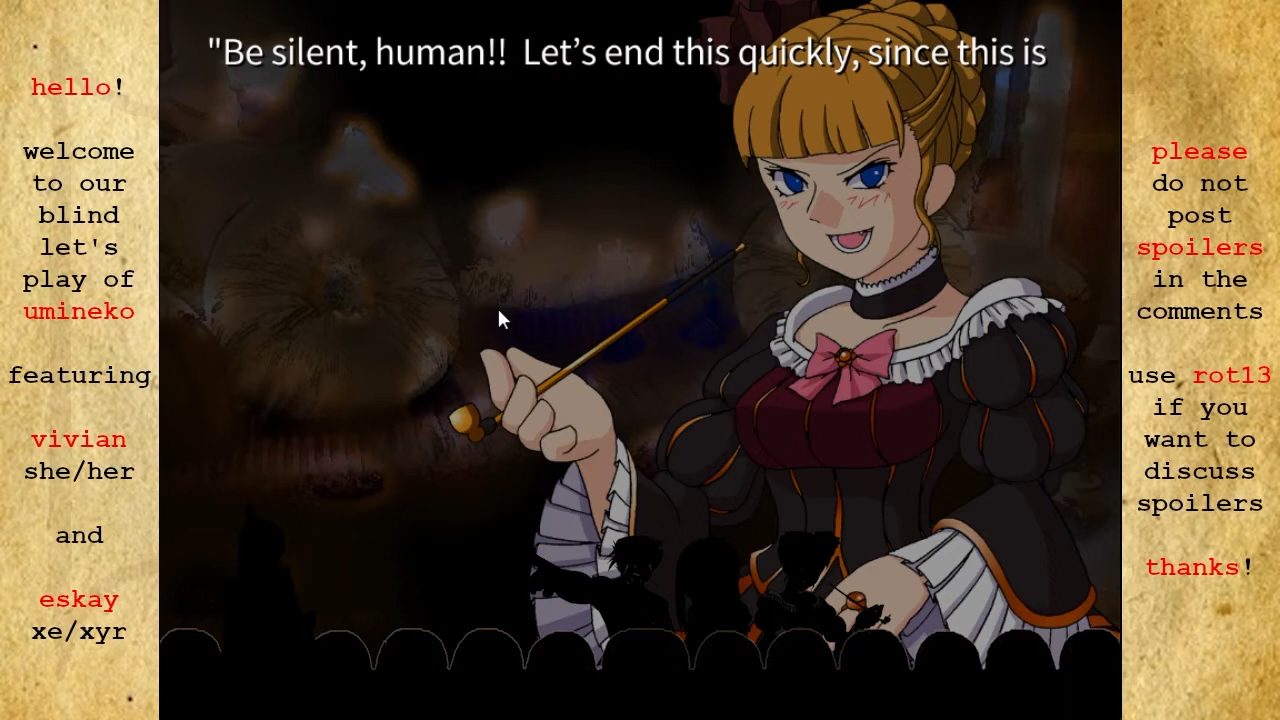 "Be silent, human!!  Let’s end this quickly, since this is
hello!
welcome
to our
blind
let's
play of
umineko
featuring
vivian
she/her
and
eskay
xe/xyr
please
do not
post
spoilers
in the
comments
use rot13
if you
want to
discuss
spoilers
thanks!